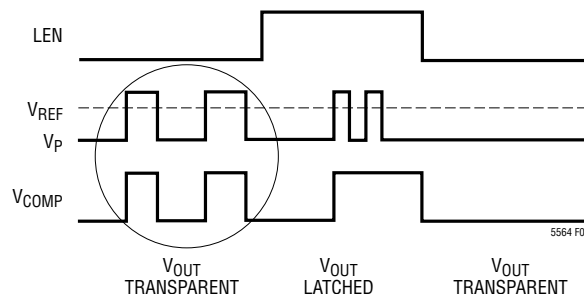 LEN
VREF
VP
VCOMP
5564 F0
VOUT
TRANSPARENT
VOUT
LATCHED
VOUT
TRANSPARENT